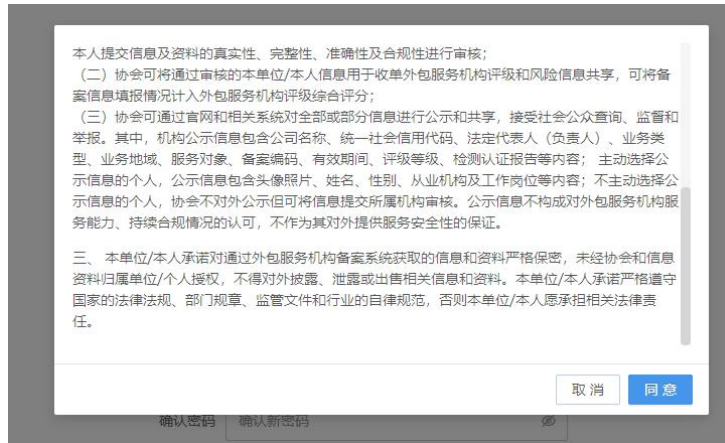 本人提交信息及资料的真实性、完整性、准确性及合规性进行审核；
（二）协会可将通过审核的本单位/本人信息用于收单外包服务机构评级和风险信息共享，可将备
案信息填报情况计入外包服务机构评级综合评分；
（三）协会可通过官网和相关系统对全部或部分信息进行公示和共享，接受社会公众查询、监督和
举报。其中，机构公示信息包含公司名称、统一社会信用代码、法定代表人（负责人）、业务类
型、业务地域、服务对象、备案编码、有效期间、评级等级、检测认证报告等内容； 主动选择公
示信息的个人，公示信息包含头像照片、姓名、性别、从业机构及工作岗位等内容；不主动选择公
示信息的个人，协会不对外公示但可将信息提交所属机构审核。公示信息不构成对外包服务机构服
务能力、持续合规情况的认可，不作为其对外提供服务安全性的保证。
三、 本单位/本人承诺对通过外包服务机构备案系统获取的信息和资料严格保密，未经协会和信息
资料归属单位/个人授权，不得对外披露、泄露或出售相关信息和资料。本单位/本人承诺严格遵守
国家的法律法规、部门规章、监管文件和行业的自律规范，否则本单位/本人愿承担相关法律责
任。
取 消 同 意
确认密码 确认新密码